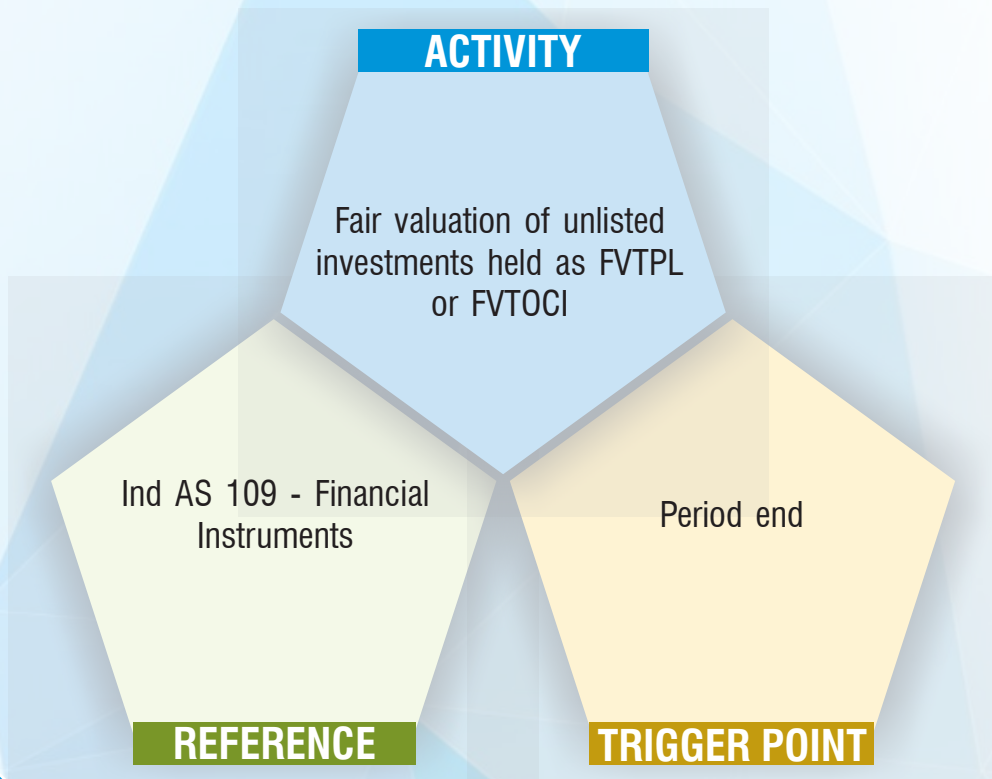 ACTIVITY
Fair valuation of unlisted
investments held as FVTPL
or FVTOCI
Ind AS 109 - Financial
Instruments
REFERENCE
Period end
TRIGGER POINT